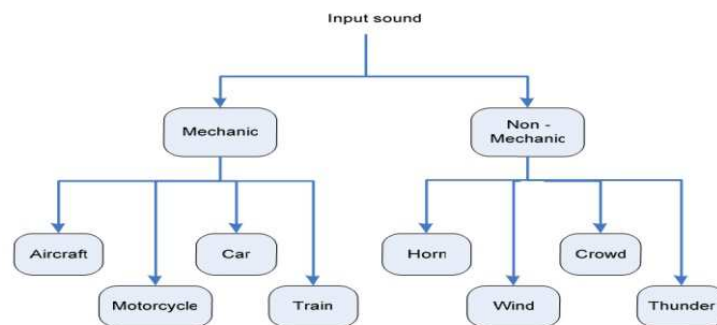 Input sound
Mechanic
Non -
Mechanic
Aircraft
Car
Horn
Crowd
Motorcycle
Train
Wind
Thunder